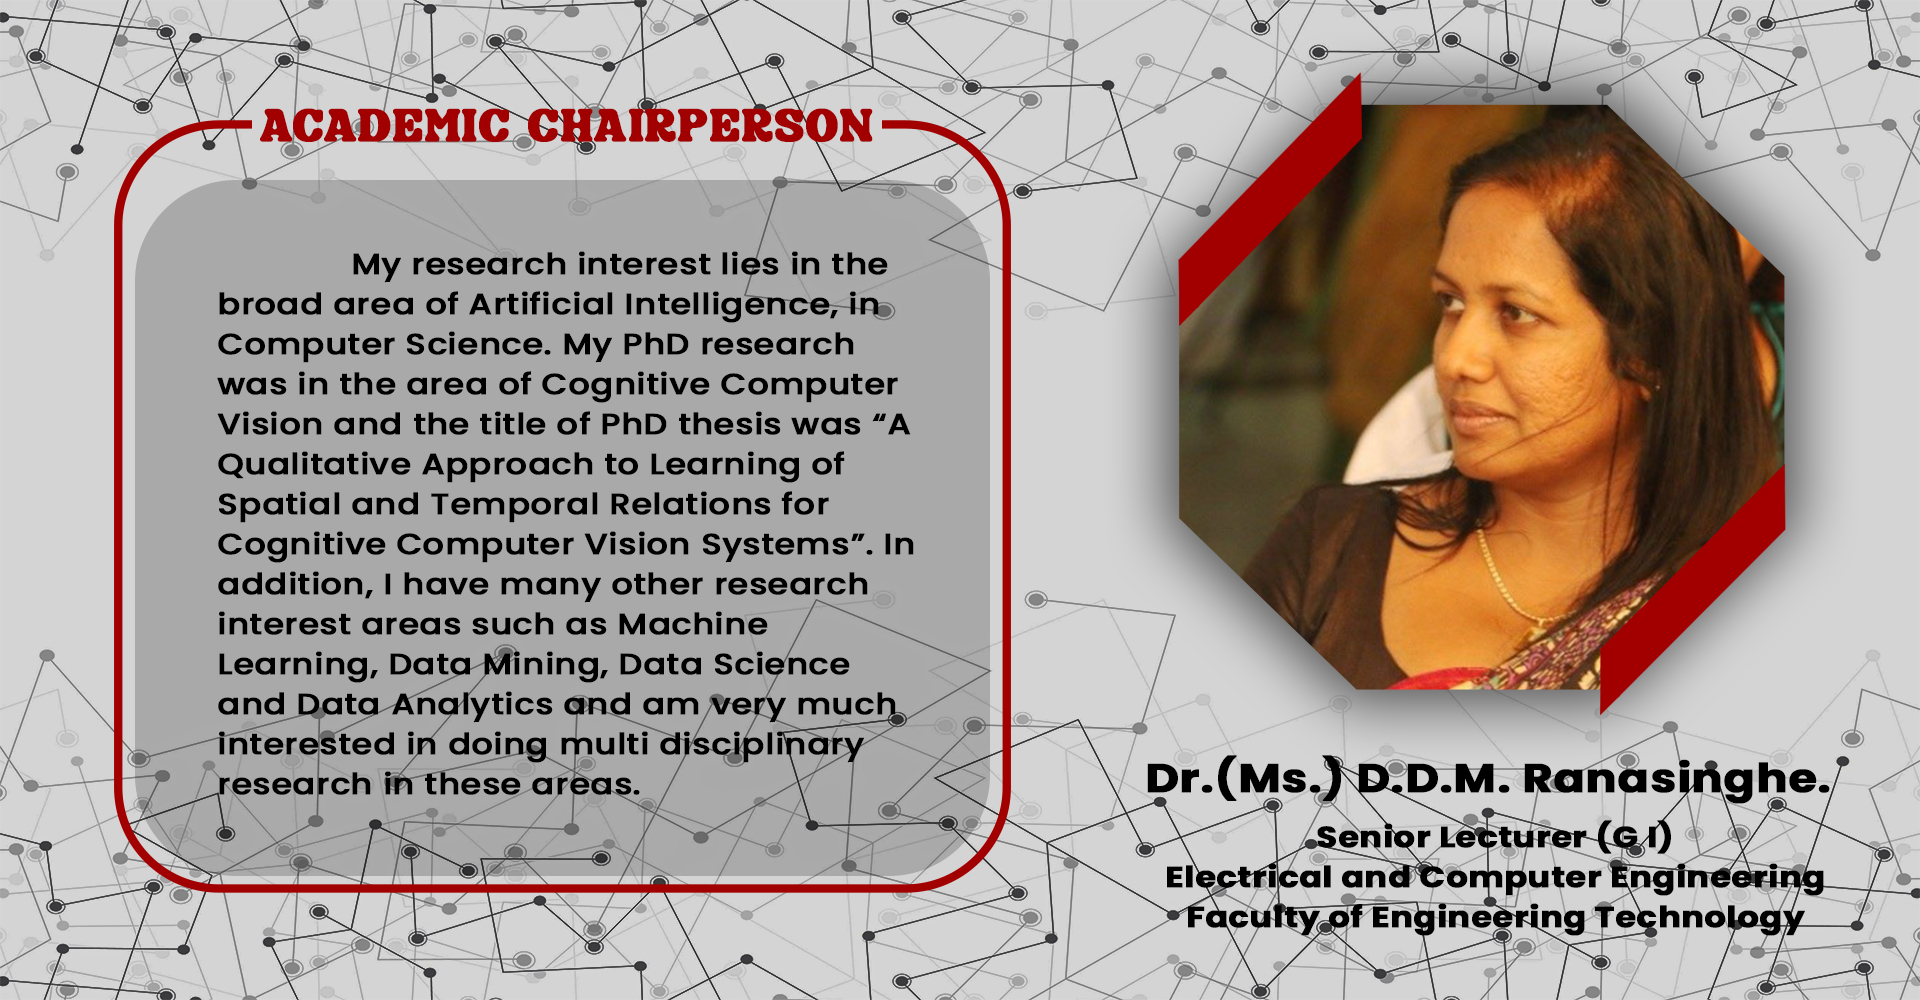 ACADEMIC CHAIRPERSON
My research interest lies in the
broad area of Artificial Intelligence, in
Computer Science. My PhD research
was in the area of Cognitive Computer
Vision and the title of PhD thesis was “A
Qualitative Approach to Learning of
Spatial and Temporal Relations for
Cognitive Computer Vision Systems”. In
addition, I have many other research
interest areas such as Machine
Learning, Data Mining, Data Science
and Data Analytics and am very much
interested in doing multi disciplinary
research in these areas.
Dr.(Ms.) D.D.M. Ranasinghe.
Senior Lecturer (G I)
Electrical and Computer Engineering
Faculty of Engineering Technology